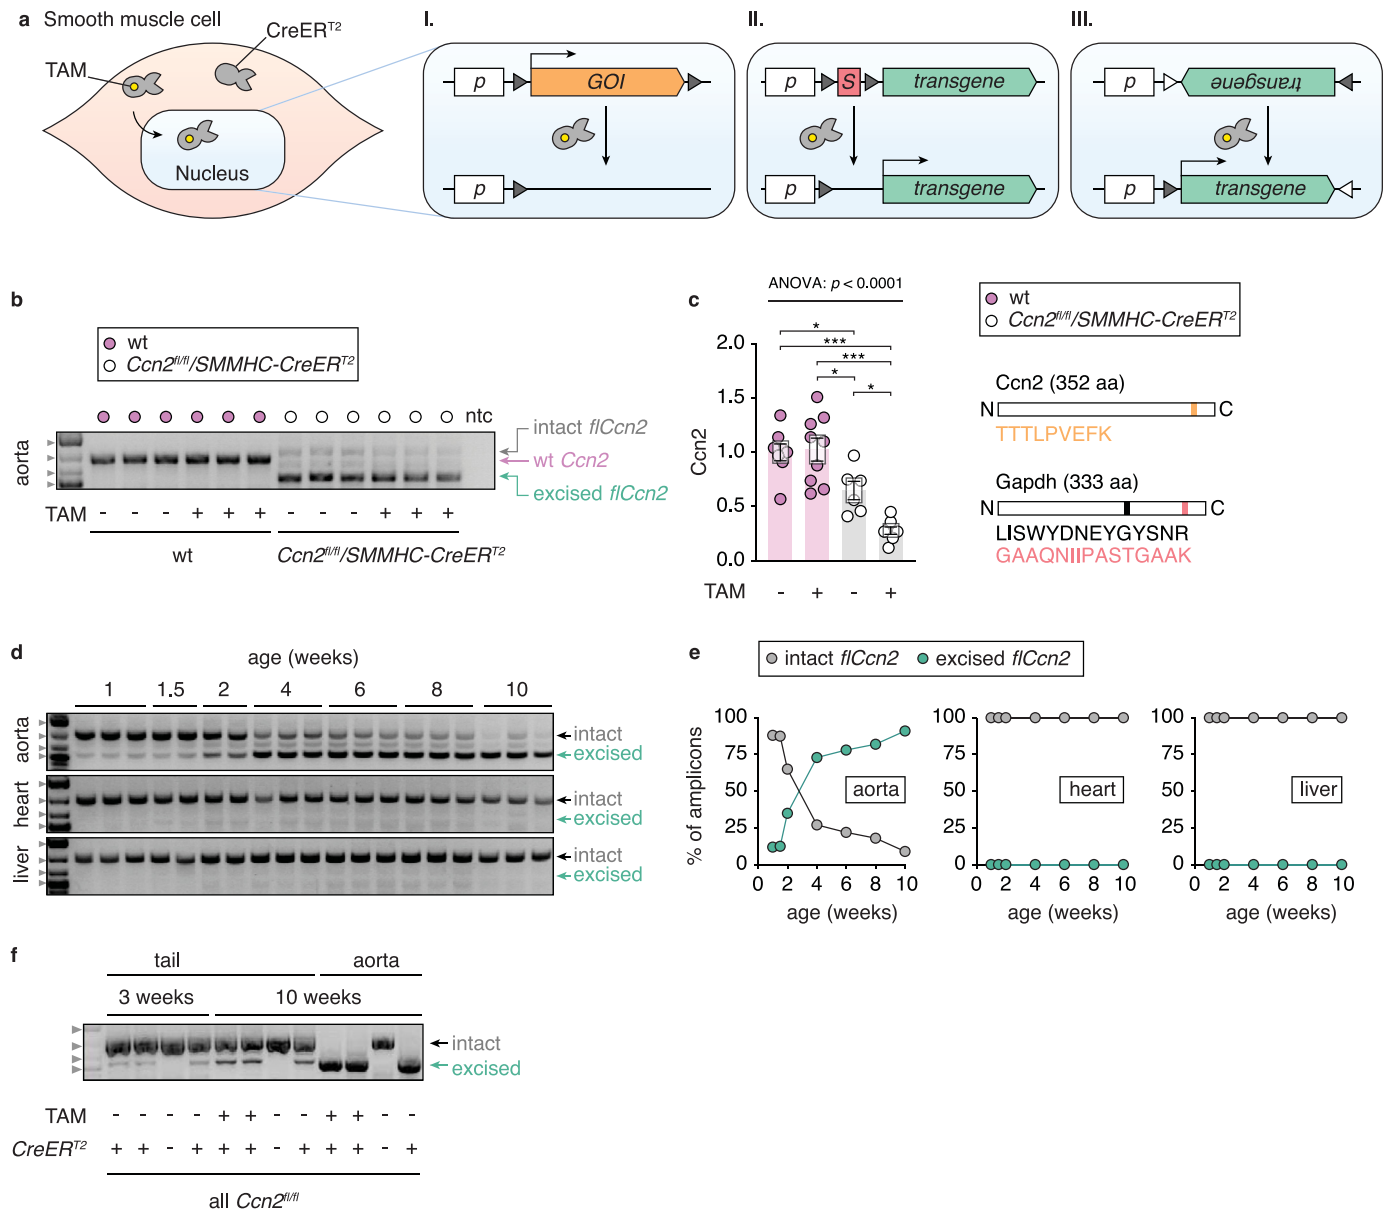 a Smooth muscle cell
CreER^T2
TAM
Nucleus
I.
p GOI
p
II.
p S transgene
p transgene
III.
p transgene
p transgene
b
wt
Ccn2^fl/fl/SMMHC-CreER^T2
ntc
aorta
intact flCcn2
wt Ccn2
excised flCcn2
TAM - - - + + + - - - + + +
wt Ccn2^fl/fl/SMMHC-CreER^T2
c
ANOVA: p < 0.0001
*
***
***
*
*
Ccn2
2.0
1.5
1.0
0.5
0.0
TAM - + - +
wt
Ccn2^fl/fl/SMMHC-CreER^T2
Ccn2 (352 aa)
N C
TTTLPVEFK
Gapdh (333 aa)
N C
LISWYDNEYGYSNR
GAAQNIIPASTGAAK
d
age (weeks)
1 1.5 2 4 6 8 10
aorta
intact
excised
heart
intact
excised
liver
intact
excised
e
intact flCcn2 excised flCcn2
% of amplicons
100
75
50
25
0
0 2 4 6 8 10
age (weeks)
aorta
100
75
50
25
0
0 2 4 6 8 10
age (weeks)
heart
100
75
50
25
0
0 2 4 6 8 10
age (weeks)
liver
f
tail aorta
3 weeks 10 weeks
intact
excised
TAM - - - - + + - - + + - -
CreER^T2 + + - + + + - + + + - +
all Ccn2^fl/fl